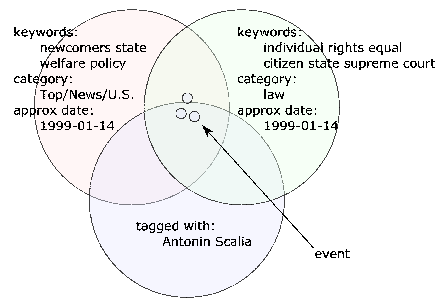 keywords:
newcomers state
welfare policy
category:
Top/News/U.S.
approx date:
1999-01-14
keywords:
individual rights equal
citizen state supreme court
category:
law
approx date:
1999-01-14
tagged with:
Antonin Scalia
event